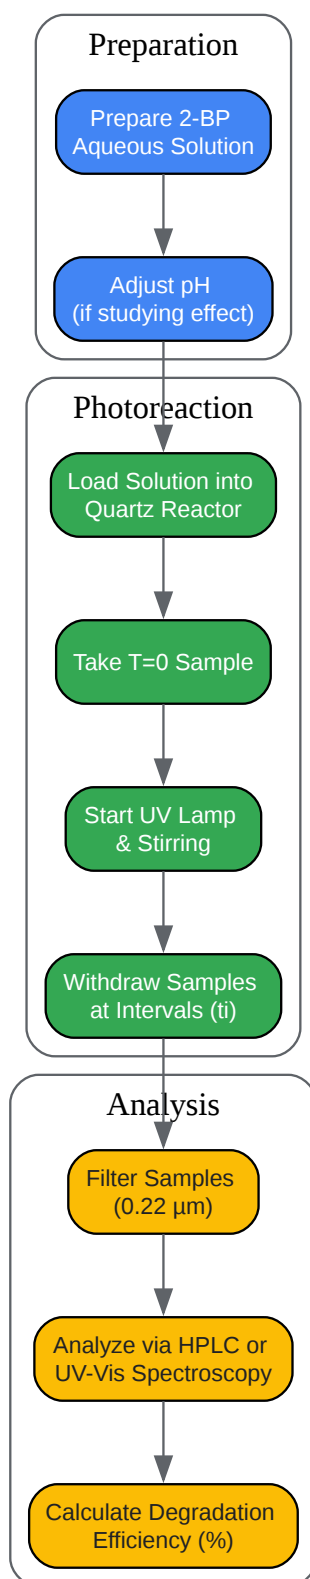 Preparation
Prepare 2-BP
Aqueous Solution
Adjust pH
(if studying effect)
Photoreaction
Load Solution into
Quartz Reactor
Take T=0 Sample
Start UV Lamp
& Stirring
Withdraw Samples
at Intervals (ti)
Analysis
Filter Samples
(0.22 µm)
Analyze via HPLC or
UV-Vis Spectroscopy
Calculate Degradation
Efficiency (%)